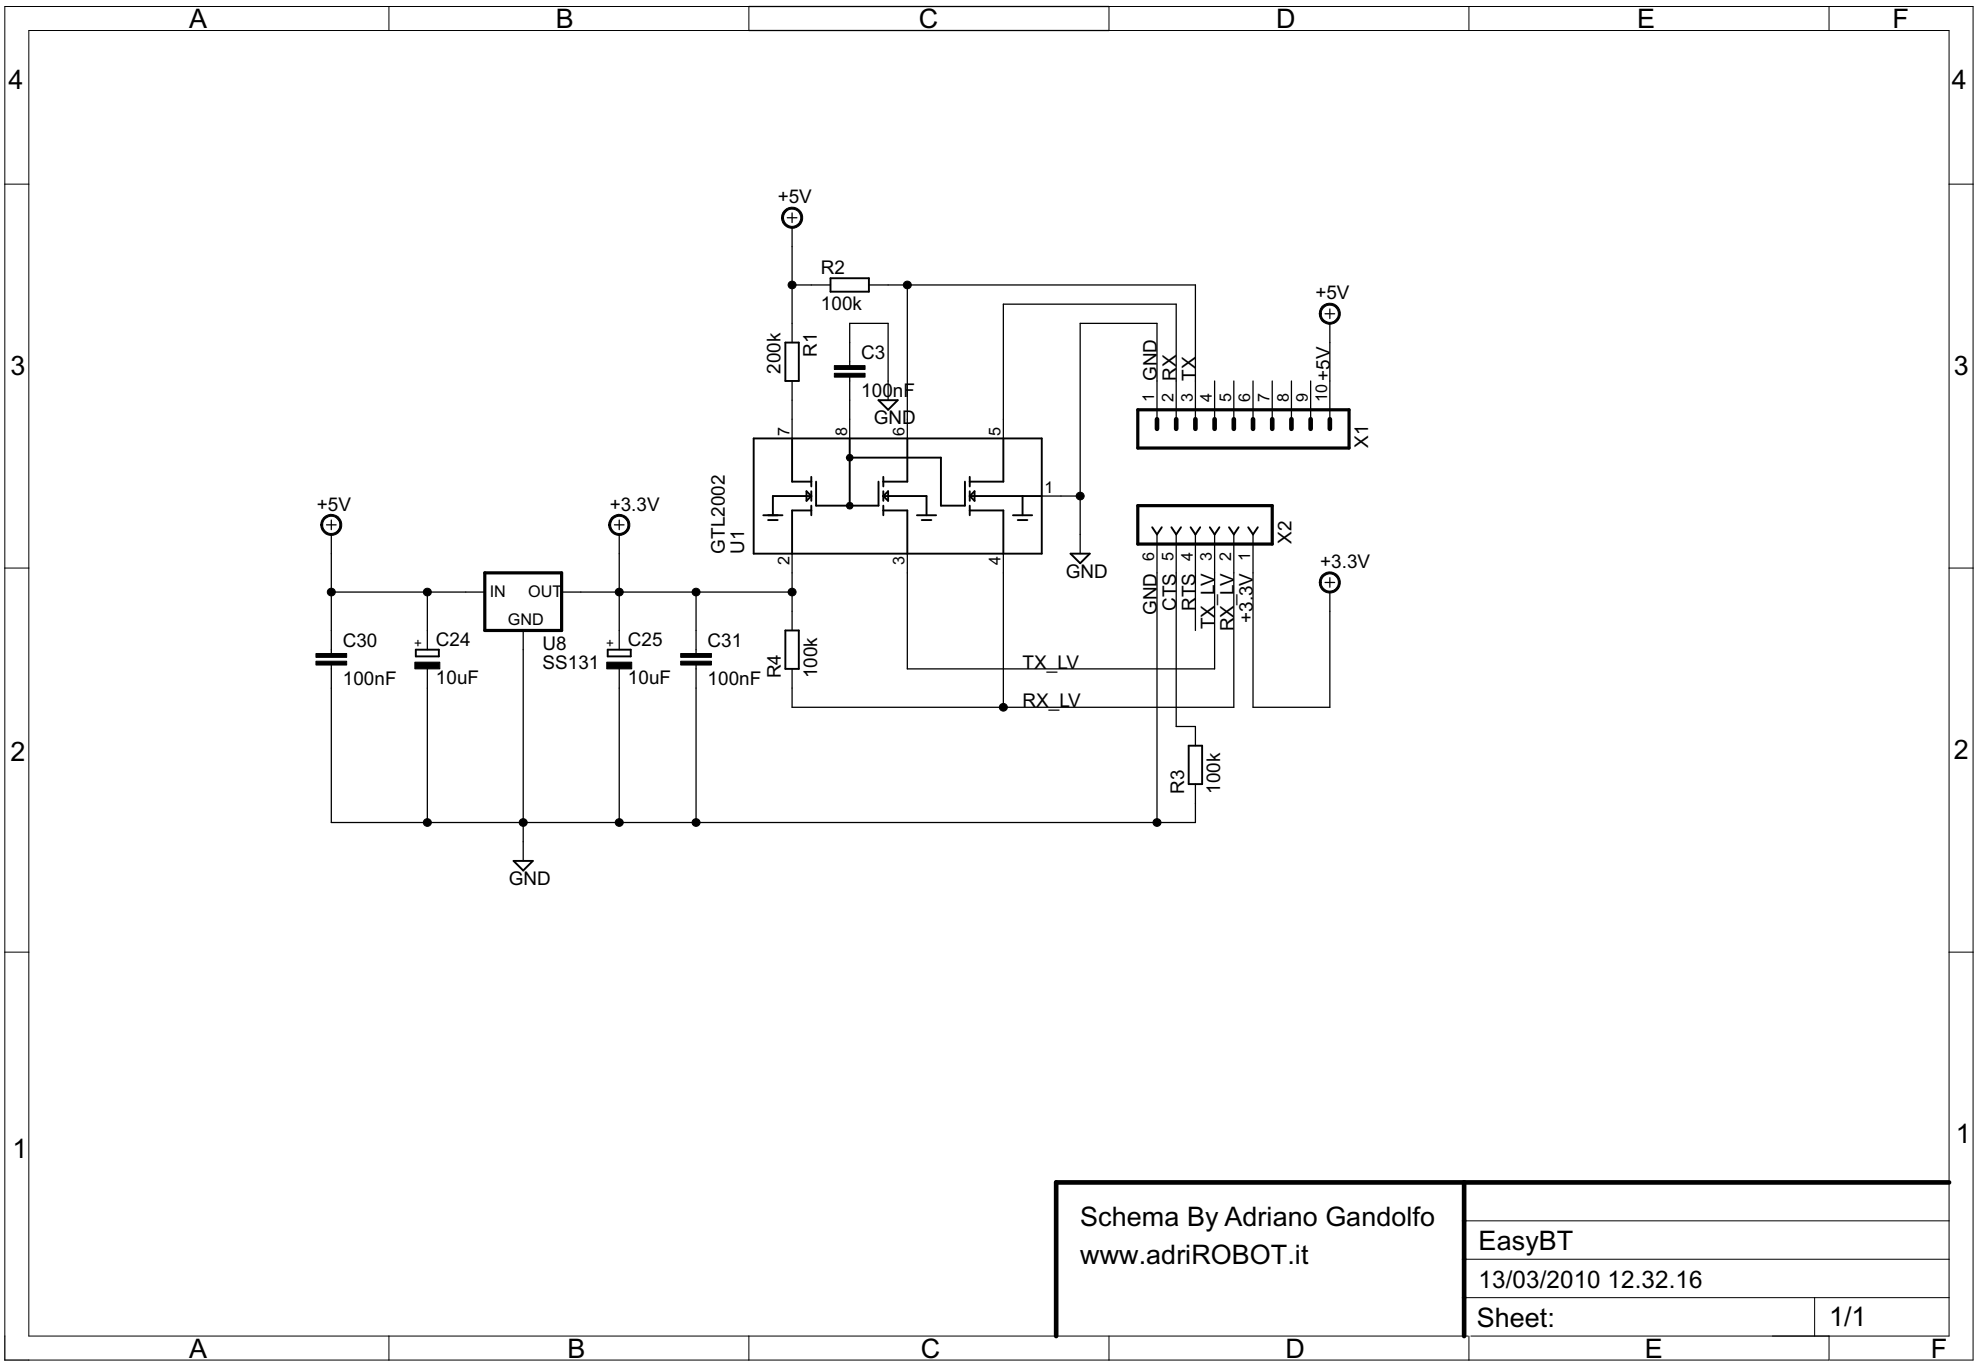 A B C D E F
4 4
+5V
R2
100k
+5V
200k
R1
C3
100nF
GND
3 3
GND
RX
TX
+5V
1 2 3 4 5 6 7 8 9 10
X1
7 8 6 5
GTL2002
U1
1
2 3 4
GND
+5V
+3.3V
X2
6 5 4 3 2 1
GND
CTS
RTS
TX_LV
RX_LV
+3.3V
+3.3V
IN OUT
GND
U8
SS131
C30
100nF
+ C24
10uF
+ C25
10uF
C31
100nF
R4
100k
TX_LV
RX_LV
R3
100k
2 2
GND
1 1
Schema By Adriano Gandolfo
www.adriROBOT.it
EasyBT
13/03/2010 12.32.16
Sheet: 1/1
A B C D E F